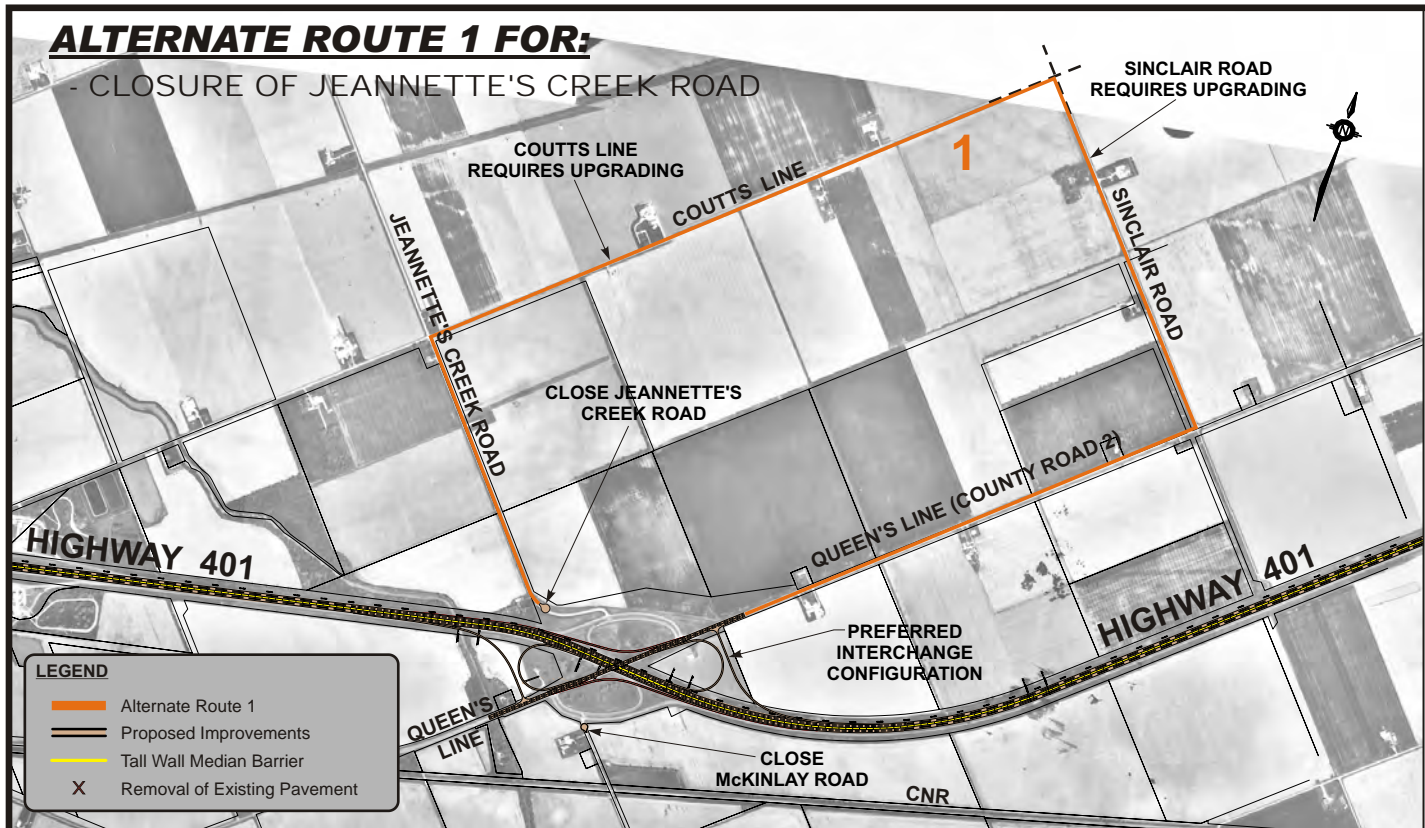 ALTERNATE ROUTE 1 FOR:
- CLOSURE OF JEANNETTE'S CREEK ROAD
SINCLAIR ROAD
REQUIRES UPGRADING
N
COUTTS LINE
REQUIRES UPGRADING
1
COUTTS LINE
JEANNETTE'S CREEK ROAD
SINCLAIR ROAD
CLOSE JEANNETTE'S
CREEK ROAD
QUEEN'S LINE (COUNTY ROAD 2)
HIGHWAY 401
HIGHWAY 401
PREFERRED
INTERCHANGE
CONFIGURATION
QUEEN'S
LINE
CLOSE
McKINLAY ROAD
CNR
LEGEND
Alternate Route 1
Proposed Improvements
Tall Wall Median Barrier
X Removal of Existing Pavement